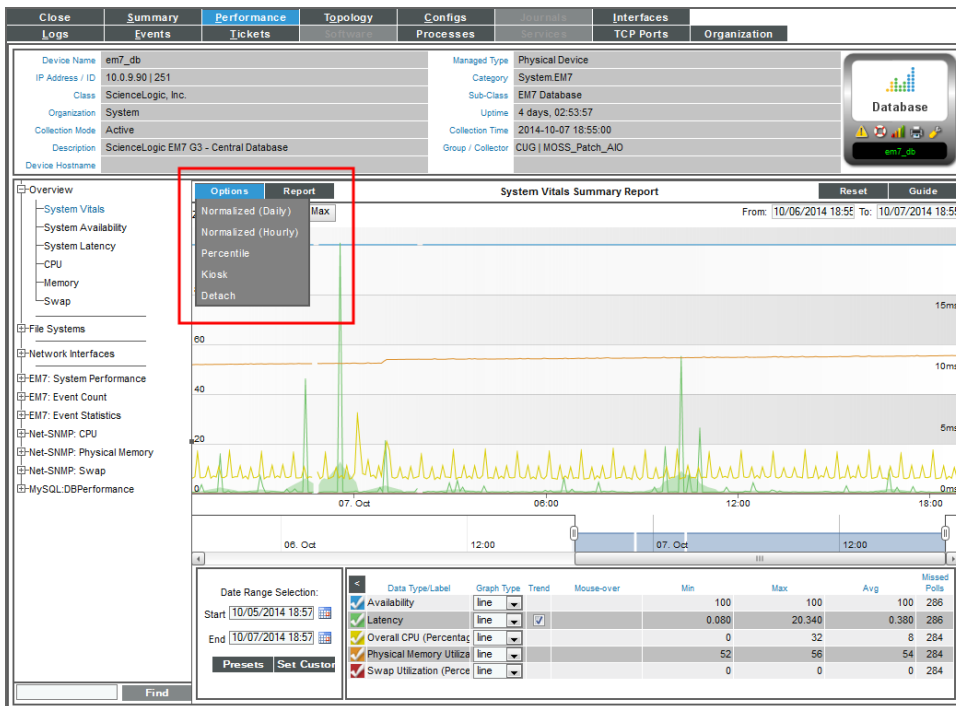 Close Summary Performance Topology Configs Journals Interfaces
Logs Events Tickets Software Processes Services TCP Ports Organization
Device Name em7_db Managed Type Physical Device
IP Address / ID 10.0.9.90 | 251 Category System.EM7
Class ScienceLogic, Inc. Sub-Class EM7 Database
Organization System Uptime 4 days, 02:53:57
Collection Mode Active Collection Time 2014-10-07 18:55:00
Description ScienceLogic EM7 G3 - Central Database Group / Collector CUG | MOSS_Patch_AIO
Device Hostname
Database
em7_db
Overview
System Vitals
System Availability
System Latency
CPU
Memory
Swap
File Systems
Network Interfaces
EM7: System Performance
EM7: Event Count
EM7: Event Statistics
Net-SNMP: CPU
Net-SNMP: Physical Memory
Net-SNMP: Swap
MySQL:DBPerformance
Find
Options Report System Vitals Summary Report Reset Guide
Max From: 10/06/2014 18:55 To: 10/07/2014 18:55
Normalized (Daily)
Normalized (Hourly)
Percentile
Kiosk
Detach
15ms
60
10ms
40
5ms
20
0 0ms
07. Oct 06:00 12:00 18:00
06. Oct 12:00 07. Oct 12:00
Date Range Selection:
Start 10/05/2014 18:57
End 10/07/2014 18:57
Presets Set Custom
< Data Type/Label Graph Type Trend Mouse-over Min Max Avg Missed Polls
Availability line 100 100 100 286
Latency line 0.080 20.340 0.380 286
Overall CPU (Percentag line 0 32 8 284
Physical Memory Utiliza line 52 56 54 284
Swap Utilization (Perce line 0 0 0 284